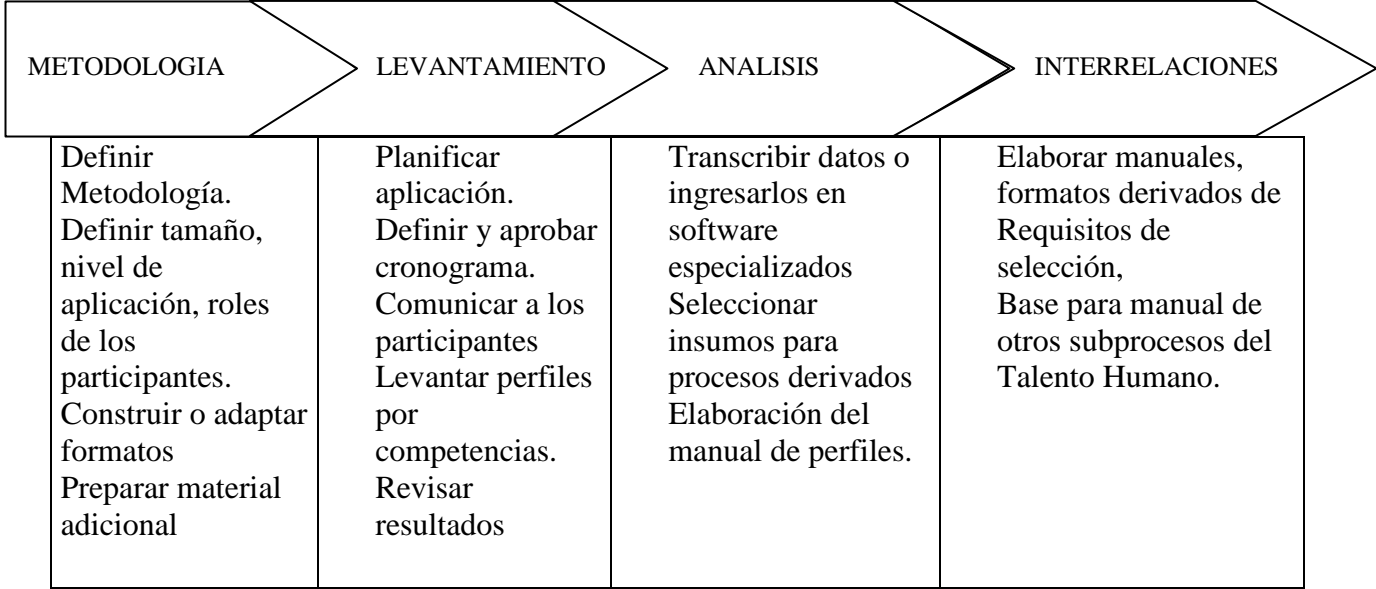 METODOLOGIA
LEVANTAMIENTO
ANALISIS
INTERRELACIONES
Definir
Metodología.
Definir tamaño,
nivel de
aplicación, roles
de los
participantes.
Construir o adaptar
formatos
Preparar material
adicional
Planificar
aplicación.
Definir y aprobar
cronograma.
Comunicar a los
participantes
Levantar perfiles
por
competencias.
Revisar
resultados
Transcribir datos o
ingresarlos en
software
especializados
Seleccionar
insumos para
procesos derivados
Elaboración del
manual de perfiles.
Elaborar manuales,
formatos derivados de
Requisitos de
selección,
Base para manual de
otros subprocesos del
Talento Humano.